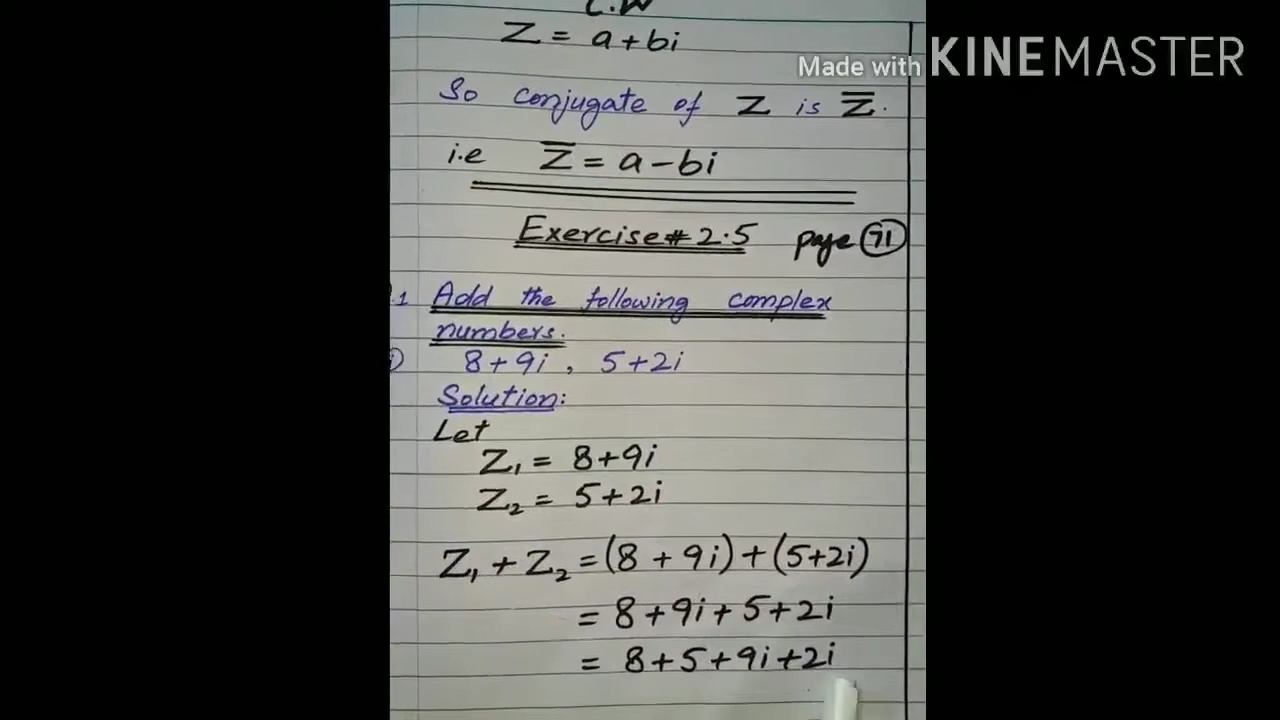 C.W
Z = a+bi
Made with KINEMASTER
So conjugate of Z is Z̅.
i.e Z̅ = a-bi
Exercise# 2.5 page 71
.1 Add the following complex
numbers.
8+9i , 5+2i
Solution:
Let
Z₁ = 8+9i
Z₂ = 5+2i
Z₁ + Z₂ = (8 + 9i)+(5+2i)
= 8+9i+5+2i
= 8+5+9i+2i